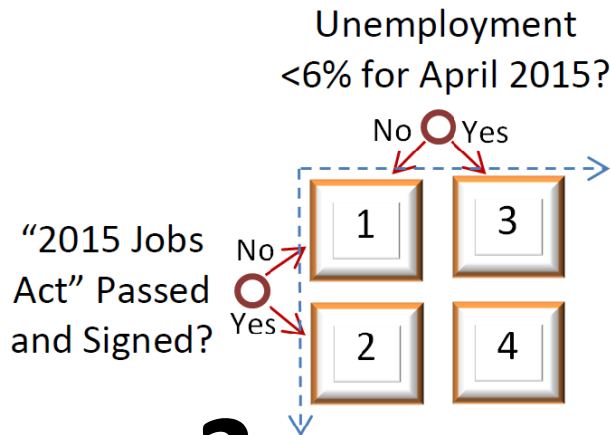 Unemployment
<6% for April 2015?
No Yes
1 3
“2015 Jobs
Act” Passed
and Signed?
No
Yes
2 4